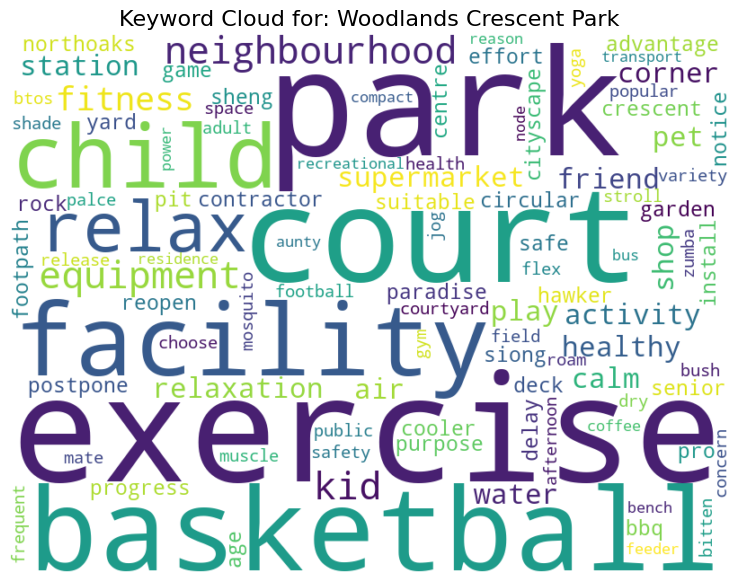 Keyword Cloud for: Woodlands Crescent Park
northoaks
station
game
neighbourhood
reason
effort
yoga
advantage
transport
corner
btos
fitness
sheng
space
park
compact
centre
node
cityscape
popular
crescent
notice
shade
yard
power
adult
child
recreational
health
supermarket
friend
pet
variety
rock
palce
pit
contractor
suitable
circular
stroll
garden
footpath
relax
court
aunty
jog
safe
flex
bus
shop
zumba
install
release
residence
equipment
mosquito
football
paradise
courtyard
hawker
reopen
play
activity
facility
choose
gym
field
siong
roam
healthy
bush
postpone
relaxation
air
deck
calm
senior
dry
exercise
mate
muscle
public
safety
cooler
purpose
delay
afternoon
coffee
pro
concern
progress
kid
water
frequent
basketball
age
bench
bbq
feeder
bitten